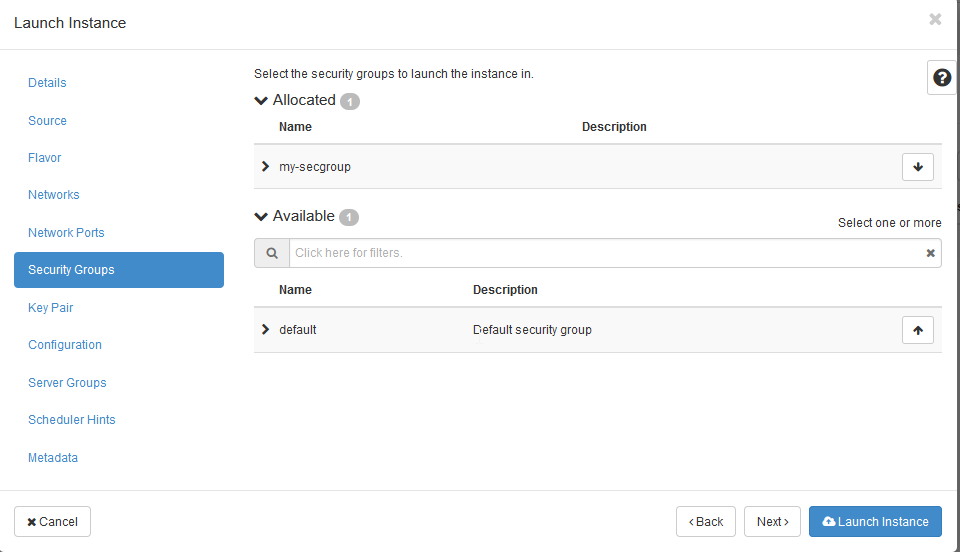 Launch Instance
Details
Source
Flavor
Networks
Network Ports
Security Groups
Key Pair
Configuration
Server Groups
Scheduler Hints
Metadata
Select the security groups to launch the instance in.
Allocated 1
Name Description
my-secgroup
Available 1
Select one or more
Click here for filters.
Name Description
default Default security group
Cancel
Back
Next
Launch Instance